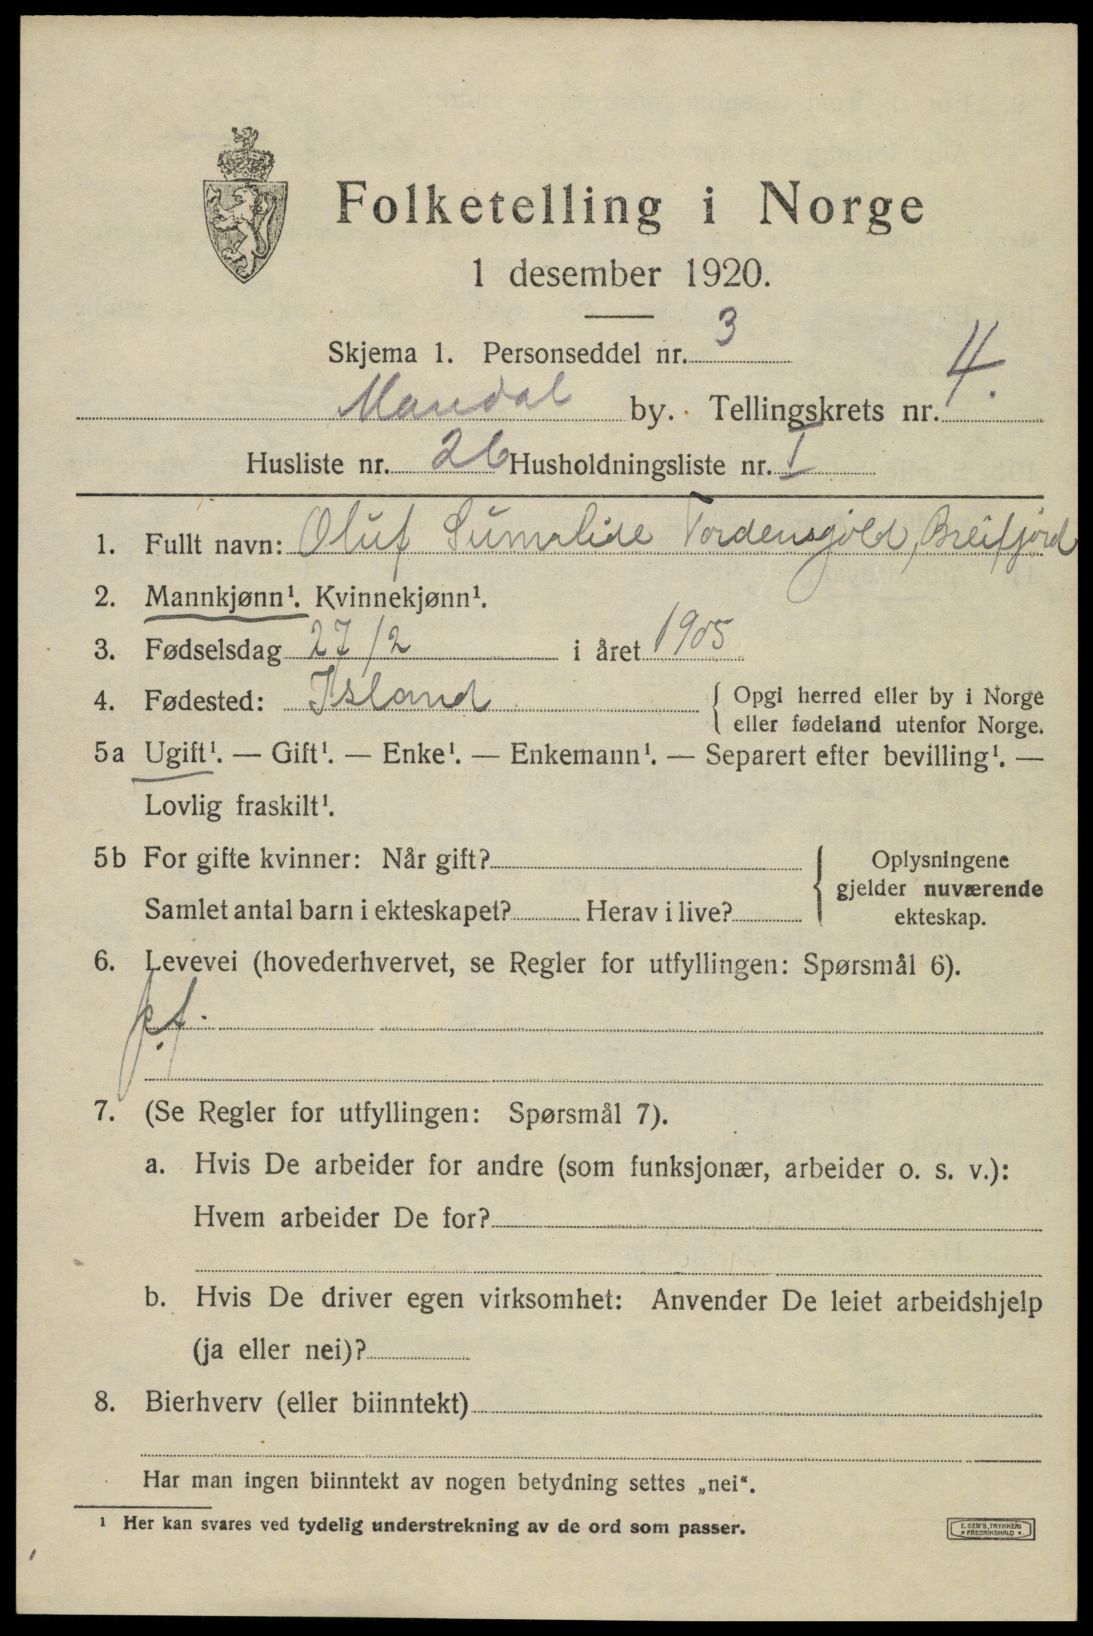 Folketelling i Norge
1 desember 1920.
Skjema 1. Personseddel nr. 3
Mandal by. Tellingskrets nr. 4.
Husliste nr. 26 Husholdningsliste nr. I
1. Fullt navn: Oluf Sumarlide Tordensgjold, Breifjörd
2. Mannkjønn¹. Kvinnekjønn¹.
3. Fødselsdag 27/2 i året 1905
4. Fødested: Island { Opgi herred eller by i Norge
eller fødeland utenfor Norge.
5a Ugift¹. — Gift¹. — Enke¹. — Enkemann¹. — Separert efter bevilling¹. —
Lovlig fraskilt¹.
5b For gifte kvinner: Når gift?
Samlet antal barn i ekteskapet? Herav i live?
Oplysningene
gjelder nuværende
ekteskap.
6. Levevei (hovederhvervet, se Regler for utfyllingen: Spørsmål 6).
7. (Se Regler for utfyllingen: Spørsmål 7).
a. Hvis De arbeider for andre (som funksjonær, arbeider o. s. v.):
Hvem arbeider De for?
b. Hvis De driver egen virksomhet: Anvender De leiet arbeidshjelp
(ja eller nei)?
8. Bierhverv (eller biinntekt)
Har man ingen biinntekt av nogen betydning settes „nei“.
¹ Her kan svares ved tydelig understrekning av de ord som passer.
E. SEM'S TRYKKERI
FREDRIKSHALD